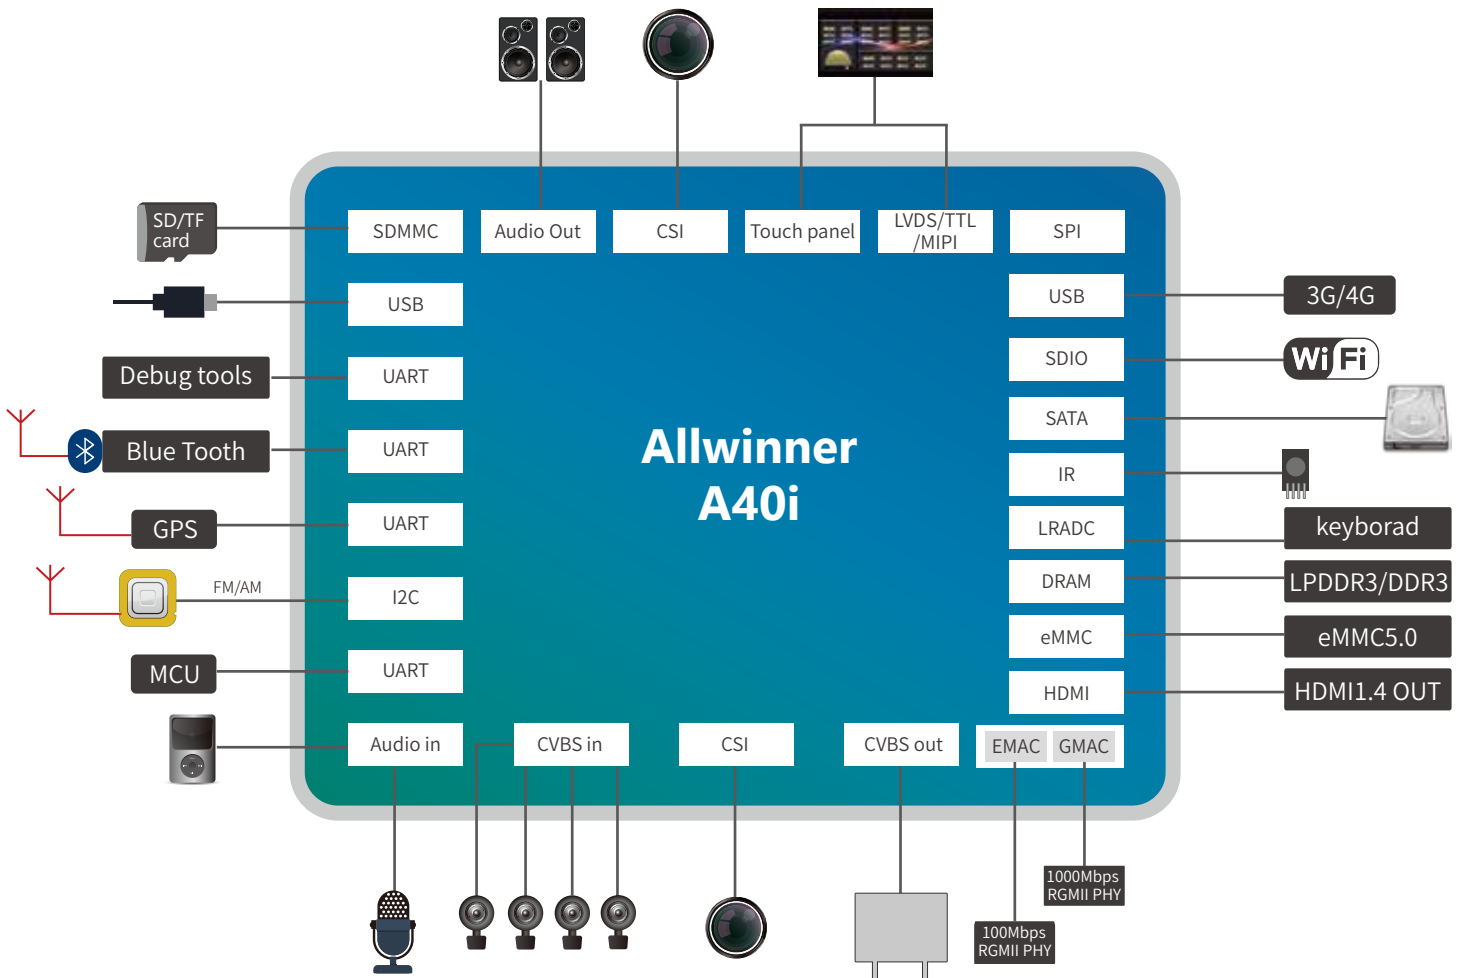 SD/TF
card
SDMMC
Audio Out
CSI
Touch panel
LVDS/TTL
/MIPI
SPI
USB
USB
3G/4G
SDIO
WiFi
Debug tools
UART
SATA
Blue Tooth
UART
Allwinner
A40i
IR
GPS
UART
LRADC
keyborad
FM/AM
I2C
DRAM
LPDDR3/DDR3
eMMC
eMMC5.0
MCU
UART
HDMI
HDMI1.4 OUT
Audio in
CVBS in
CSI
CVBS out
EMAC
GMAC
1000Mbps
RGMII PHY
100Mbps
RGMII PHY